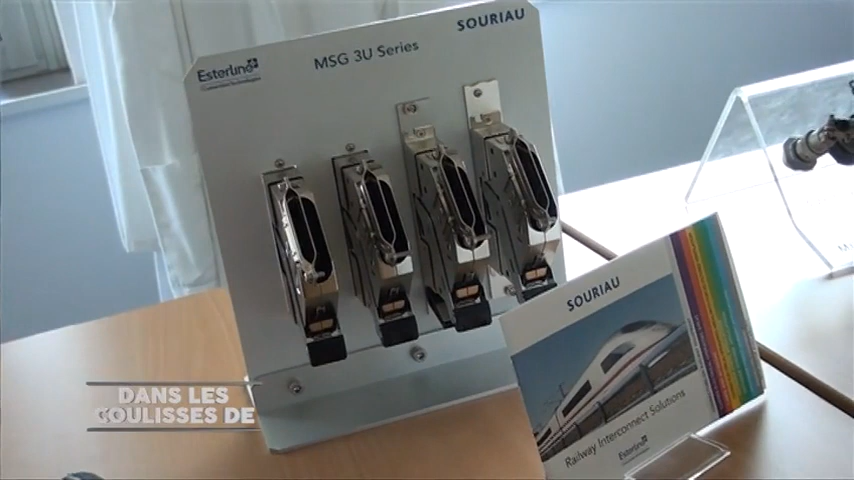 SOURIAU
MSG 3U Series
Esterline
SOURIAU
Railway Interconnect Solutions
Esterline
DANS LES
COULISSES DE